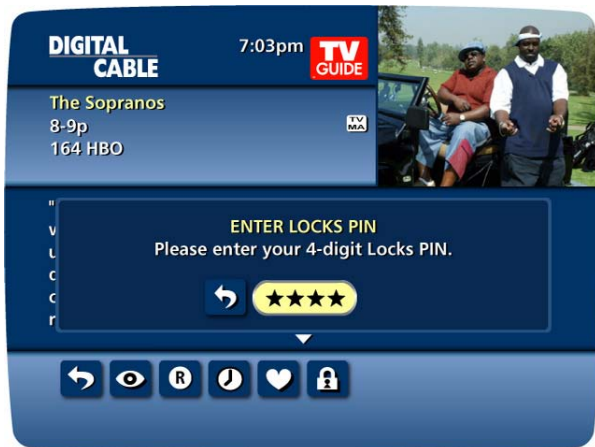 DIGITAL
CABLE
7:03pm
TV
GUIDE
The Sopranos
8-9p
TV
MA
164 HBO
"
ENTER LOCKS PIN
Please enter your 4-digit Locks PIN.
★★★★
R